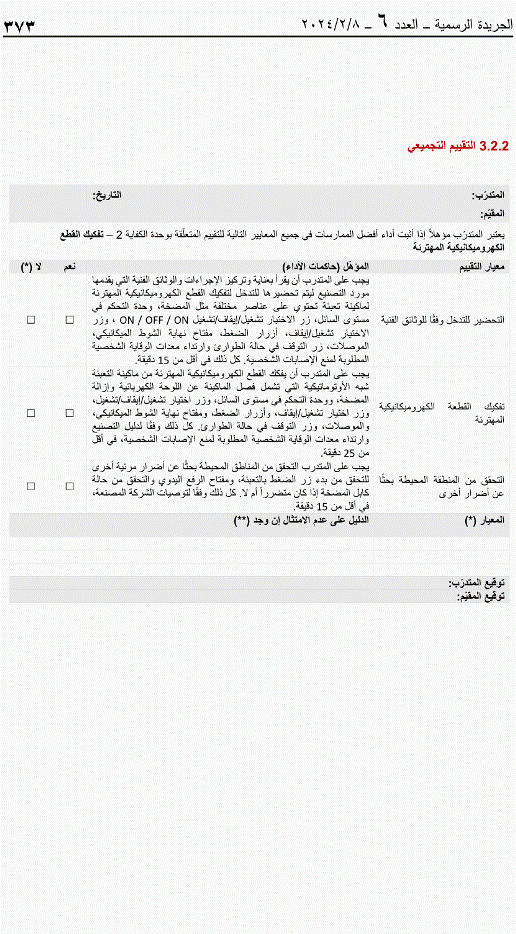 الجريدة الرسمية – العدد ٦ – ٢٠٢٤/٢/٨
٣٧٣
3.2.2 التقييم التجميعي
المتدرّب: التاريخ:
المقيّم:
يعتبر المتدرّب مؤهلاً إذا أثبت أداء أفضل الممارسات في جميع المعايير التالية للتقييم المتعلّقة بوحدة الكفاية 2 – تفكيك القطع
الكهروميكانيكية المهترئة
معيار التقييم المؤهّل (حاكمات الأداء) نعم لا (*)
يجب على المتدرب أن يقرأ بعناية وتركيز الإجراءات والوثائق الفنية التي يقدمها
مورد التصنيع ليتم تحضيرها للتدخل لتفكيك القطع الكهروميكانيكية المهترئة
لماكينة تعبئة تحتوي على عناصر مختلفة مثل المضخة، وحدة التحكم في
التحضير للتدخل وفقًا للوثائق الفنية مستوى السائل، زر الاختبار تشغيل/إيقاف/تشغيل ON / OFF / ON ، وزر ☐ ☐
الاختيار تشغيل/إيقاف، أزرار الضغط، مفتاح نهاية الشوط الميكانيكي،
الموصلات، زر التوقف في حالة الطوارئ وارتداء معدات الوقاية الشخصية
المطلوبة لمنع الإصابات الشخصية. كل ذلك في أقل من 15 دقيقة.
يجب على المتدرب أن يفكك القطع الكهروميكانيكية المهترئة من ماكينة التعبئة
شبه الأوتوماتيكية التي تشمل فصل الماكينة عن اللوحة الكهربائية وإزالة
المضخة، ووحدة التحكم في مستوى السائل، وزر اختيار تشغيل/إيقاف/تشغيل،
تفكيك القطعة الكهروميكانيكية وزر اختيار تشغيل/إيقاف، وأزرار الضغط، ومفتاح نهاية الشوط الميكانيكي، ☐ ☐
المهترئة والموصلات، وزر التوقف في حالة الطوارئ. كل ذلك وفقًا لدليل التصنيع
وارتداء معدات الوقاية الشخصية المطلوبة لمنع الإصابات الشخصية، في أقل
من 25 دقيقة.
يجب على المتدرب التحقق من المناطق المحيطة بحثًا عن أضرار مرئية أخرى
التحقق من المنطقة المحيطة بحثًا للتحقق من بدء زر الضغط بالتعبئة، ومفتاح الرفع اليدوي والتحقق من حالة ☐ ☐
عن أضرار أخرى كابل المضخة إذا كان متضرراً أم لا. كل ذلك وفقًا لتوصيات الشركة المصنعة،
في أقل من 15 دقيقة.
المعيار (*) الدليل على عدم الامتثال إن وجد (**)
توقيع المتدرّب:
توقيع المقيّم: